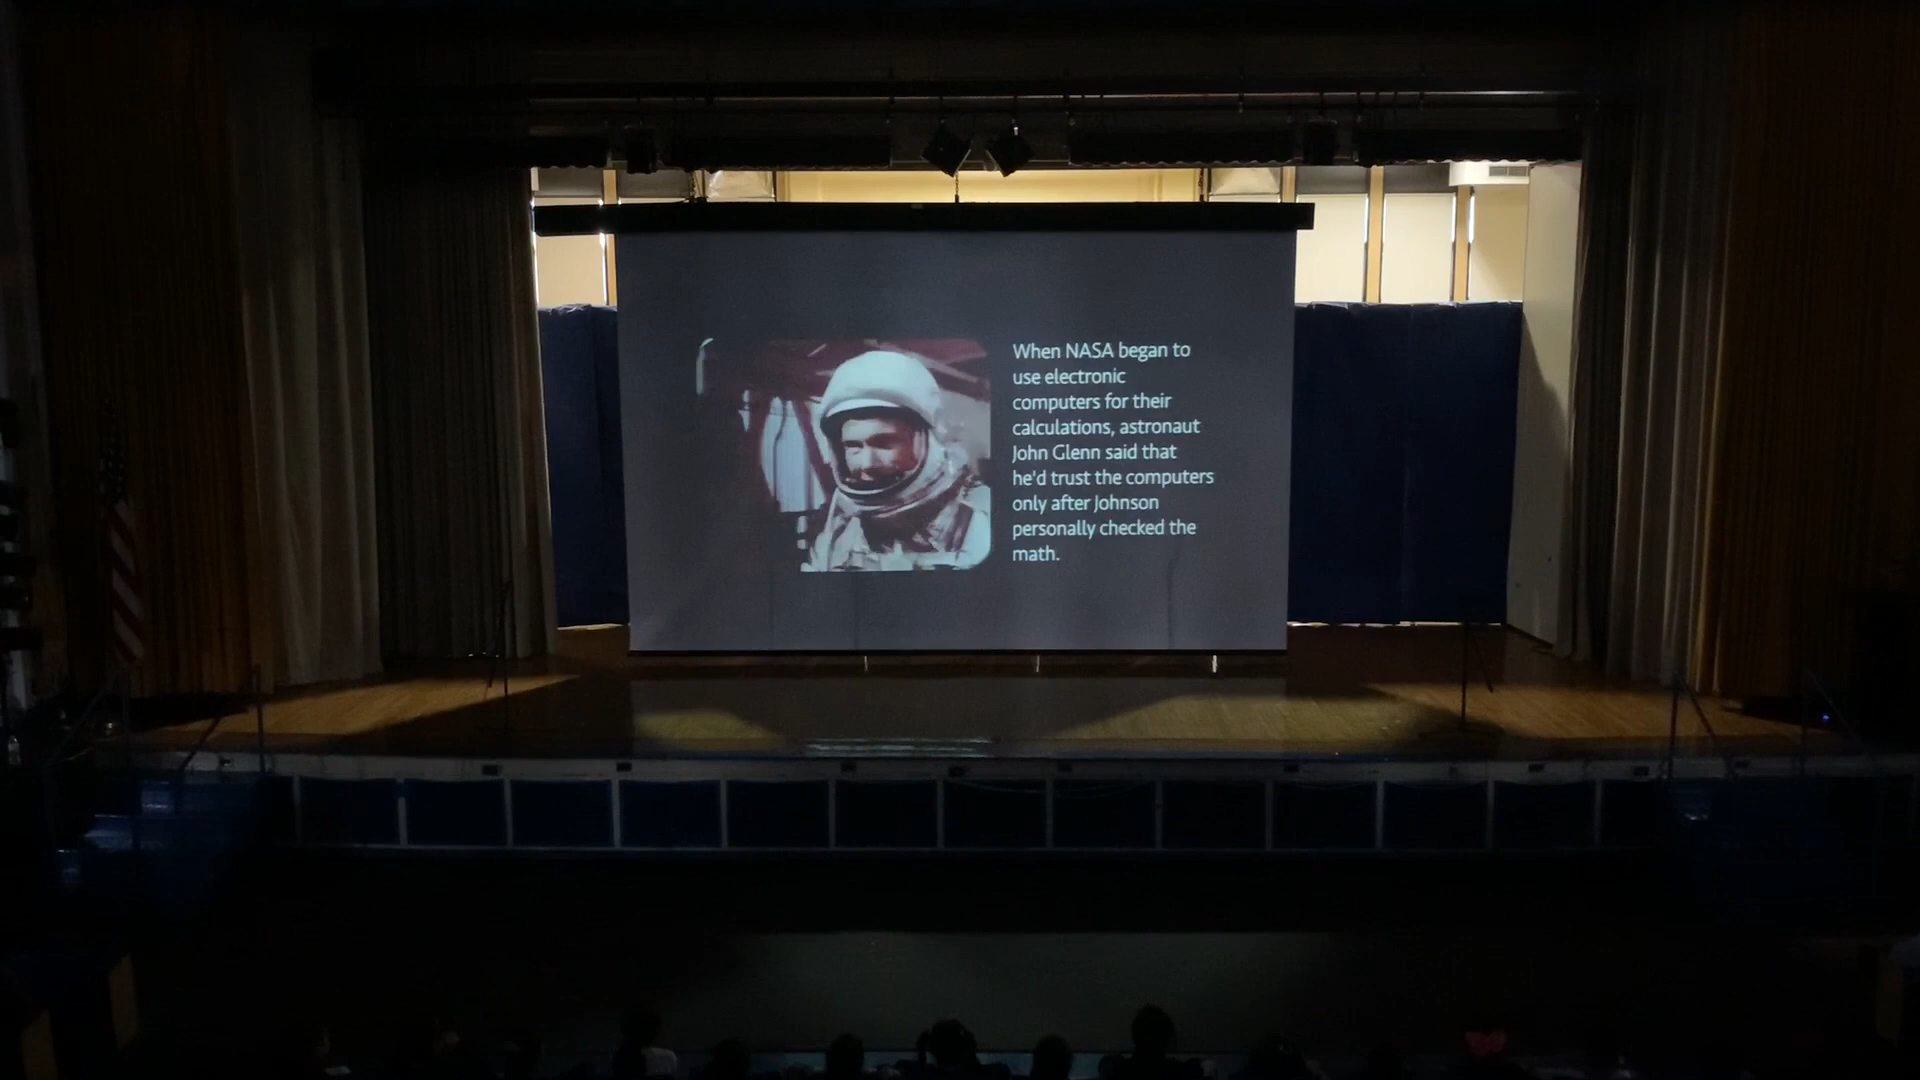 When NASA began to
use electronic
computers for their
calculations, astronaut
John Glenn said that
he'd trust the computers
only after Johnson
personally checked the
math.